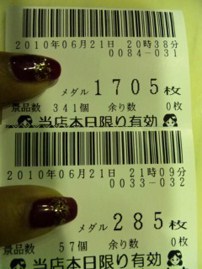 2010年06月21日 20時38分
0084-031
メダル 1705枚
景品数 341個 余り数 0枚
当店本日限り有効
2010年06月21日 21時09分
0033-032
メダル 285枚
景品数 57個 余り数 0枚
当店本日限り有効